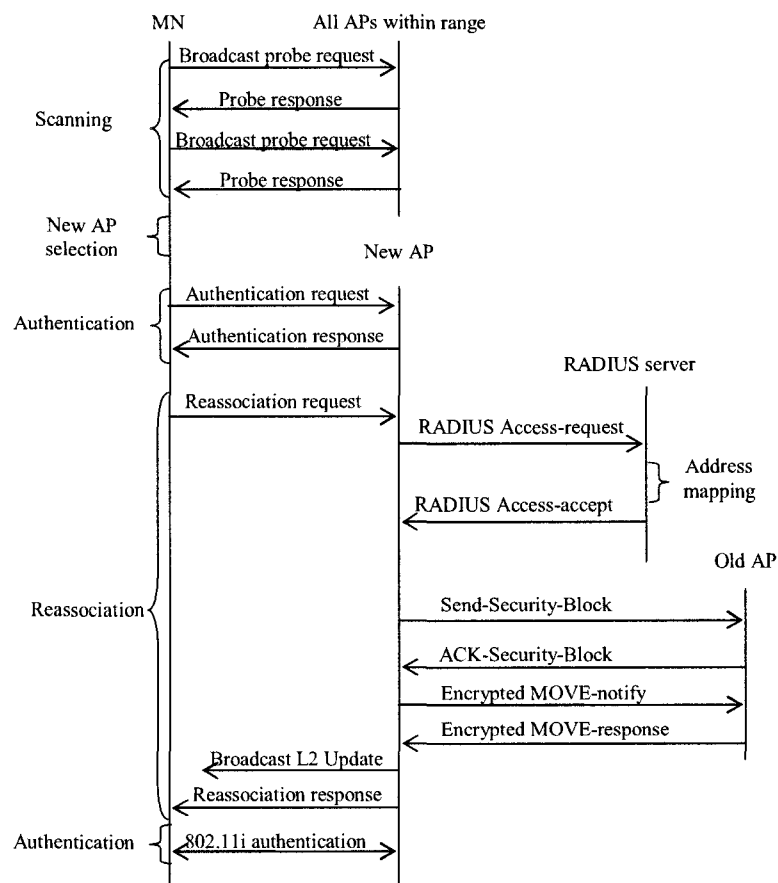 MN
All APs within range
Broadcast probe request
Probe response
Scanning
Broadcast probe request
Probe response
New AP
selection
New AP
Authentication request
Authentication
Authentication response
RADIUS server
Reassociation request
RADIUS Access-request
Address
mapping
RADIUS Access-accept
Old AP
Reassociation
Send-Security-Block
ACK-Security-Block
Encrypted MOVE-notify
Encrypted MOVE-response
Broadcast L2 Update
Reassociation response
Authentication
802.11i authentication